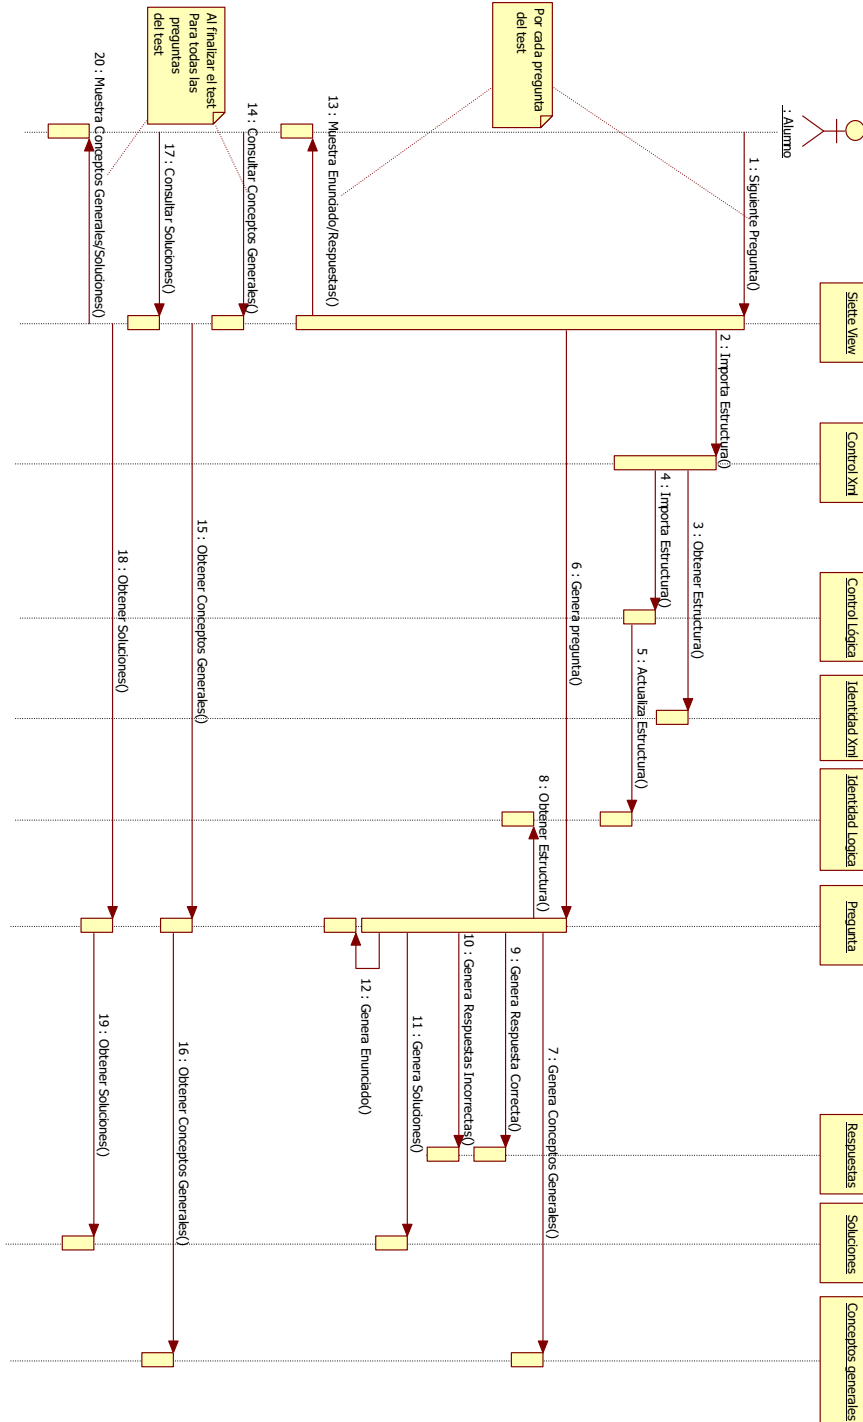 : Alumno
Siette View
Control Xml
Control Lógica
Identidad Xml
Identidad Logica
Pregunta
Respuestas
Soluciones
Conceptos generales
Por cada pregunta
del test
1 : Siguiente Pregunta()
2 : Importa Estructura()
3 : Obtener Estructura()
4 : Importa Estructura()
5 : Actualiza Estructura()
6 : Genera pregunta()
7 : Genera Conceptos Generales()
8 : Obtener Estructura()
9 : Genera Respuesta Correcta()
10 : Genera Respuestas Incorrectas()
11 : Genera Soluciones()
12 : Genera Enunciado()
13 : Muestra Enunciado/Respuestas()
Al finalizar el test
Para todas las
preguntas
del test
14 : Consultar Conceptos Generales()
15 : Obtener Conceptos Generales()
16 : Obtener Conceptos Generales()
17 : Consultar Soluciones()
18 : Obtener Soluciones()
19 : Obtener Soluciones()
20 : Muestra Conceptos Generales/Soluciones()